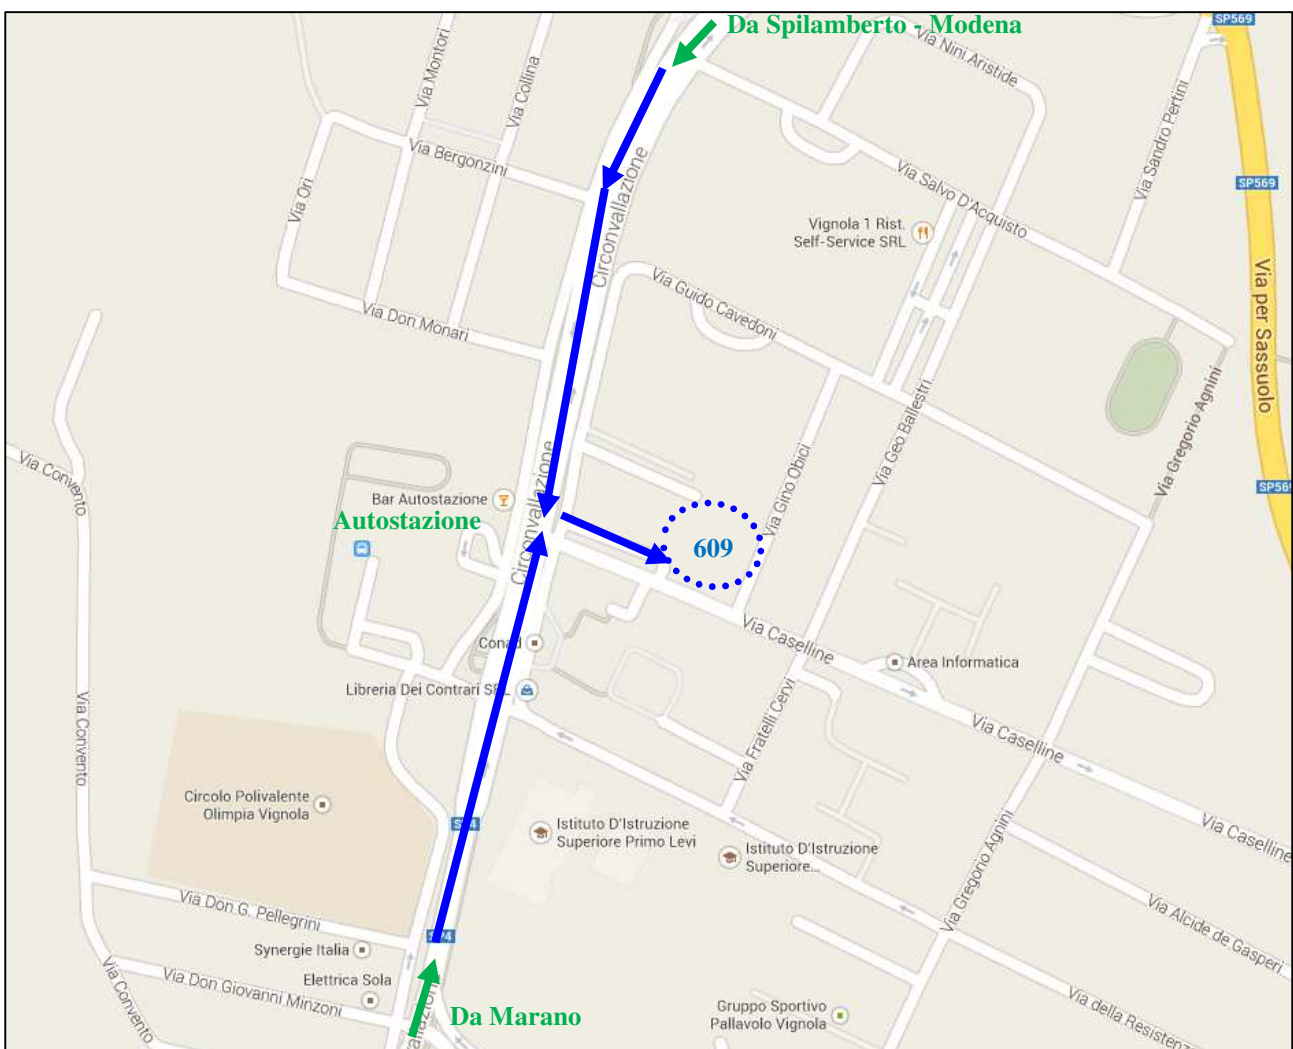 Da Spilamberto - Modena
SP569
Via Nini Aristide
Via Montori
Via Collina
Via Sandro Pertini
Via Bergonzini
Via Ori
Circonvallazione
Via Salvo D'Acquisto
SP569
Vignola 1 Rist.
Self-Service SRL
Via per Sassuolo
Via Guido Cavedoni
Via Don Monari
Via Geo Ballestri
Via Gregorio Agnini
Via Convento
Circonvallazione
Via Gino Obici
SP569
Bar Autostazione
Autostazione
609
Via Caselline
Conad
Area Informatica
Libreria Dei Contrari SRL
Via Convento
Via Fratelli Cervi
Via Caselline
Circolo Polivalente
Olimpia Vignola
SP4
Istituto D'Istruzione
Superiore Primo Levi
Istituto D'Istruzione
Superiore...
Via Caselline
Via Gregorio Agnini
Via Don G. Pellegrini
Via Alcide de Gasperi
SP4
Synergie Italia
Via Convento
Via Don Giovanni Minzoni
Elettrica Sola
Da Marano
Gruppo Sportivo
Pallavolo Vignola
Via della Resistenz